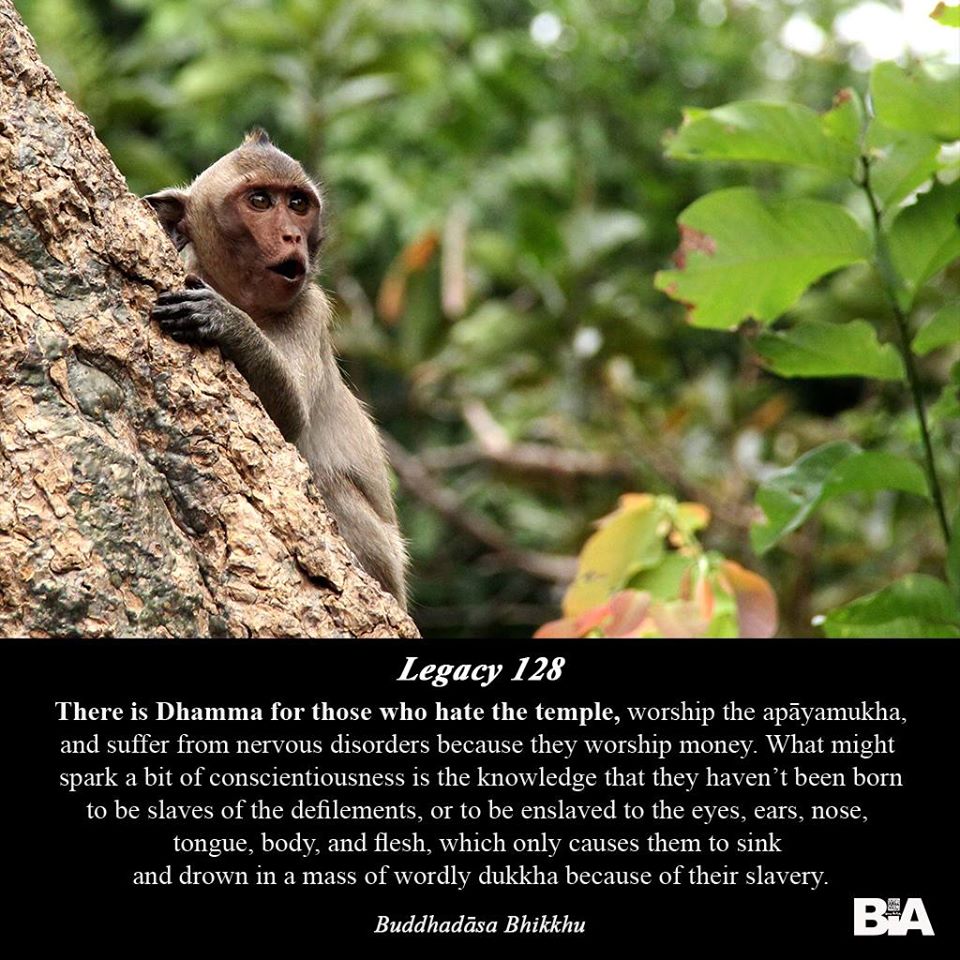 Legacy 128
There is Dhamma for those who hate the temple, worship the apāyamukha,
and suffer from nervous disorders because they worship money. What might
spark a bit of conscientiousness is the knowledge that they haven’t been born
to be slaves of the defilements, or to be enslaved to the eyes, ears, nose,
tongue, body, and flesh, which only causes them to sink
and drown in a mass of wordly dukkha because of their slavery.
Buddhadāsa Bhikkhu
BIA